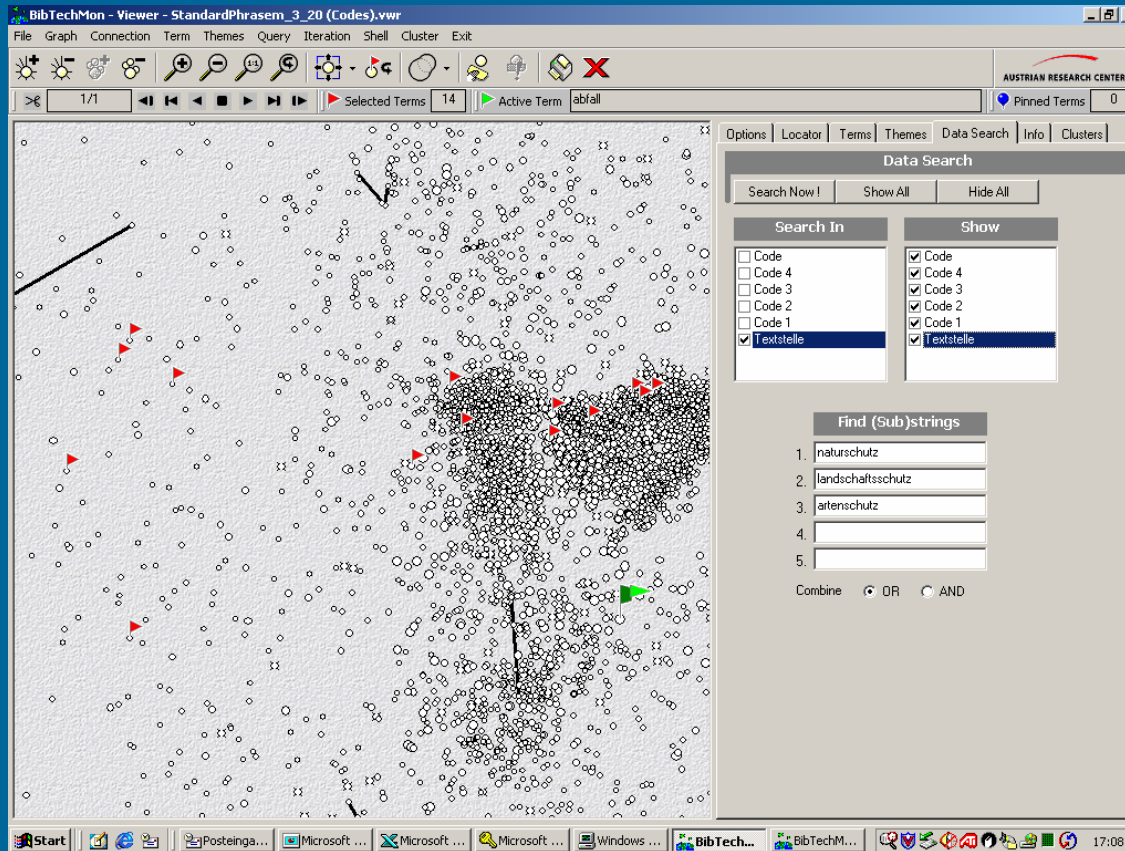 BibTechMon - Viewer - StandardPhrasem_3_20 (Codes).vwr
File Graph Connection Term Themes Query Iteration Shell Cluster Exit
AUSTRIAN RESEARCH CENTER
1/1 Selected Terms 14 Active Term abfall Pinned Terms 0
Options Locator Terms Themes Data Search Info Clusters
Data Search
Search Now ! Show All Hide All
Search In Show
Code Code
Code 4 Code 4
Code 3 Code 3
Code 2 Code 2
Code 1 Code 1
Textstelle Textstelle
Find (Sub)strings
1. naturschutz
2. landschaftsschutz
3. artenschutz
4.
5.
Combine OR AND
Start Posteinga... Microsoft ... Microsoft ... Microsoft ... Windows ... BibTech... BibTechM... 17:08